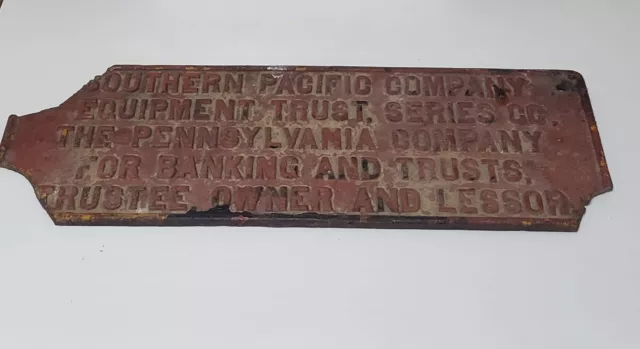 SOUTHERN PACIFIC COMPANY.
EQUIPMENT TRUST, SERIES CC.
THE PENNSYLVANIA COMPANY
FOR BANKING AND TRUSTS,
TRUSTEE OWNER AND LESSOR.